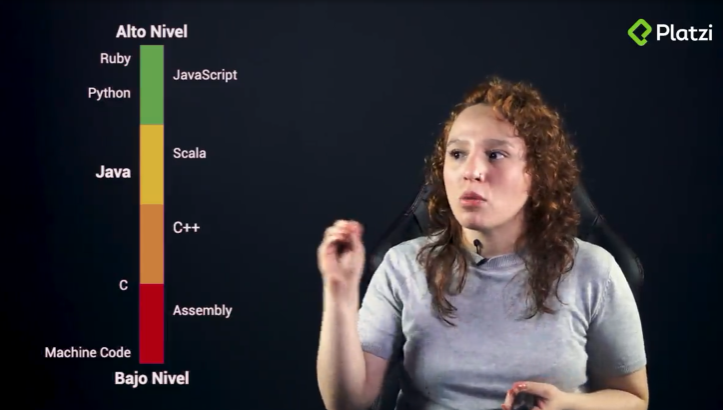 Alto Nivel
Platzi
Ruby
JavaScript
Python
Scala
Java
C++
C
Assembly
Machine Code
Bajo Nivel